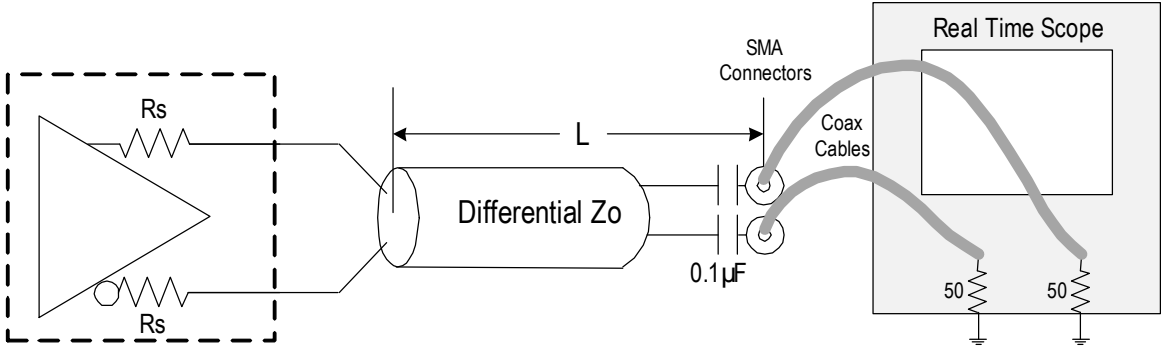 Real Time Scope
SMA
Connectors
Rs
L
Coax
Cables
Differential Zo
0.1µF
50
50
Rs